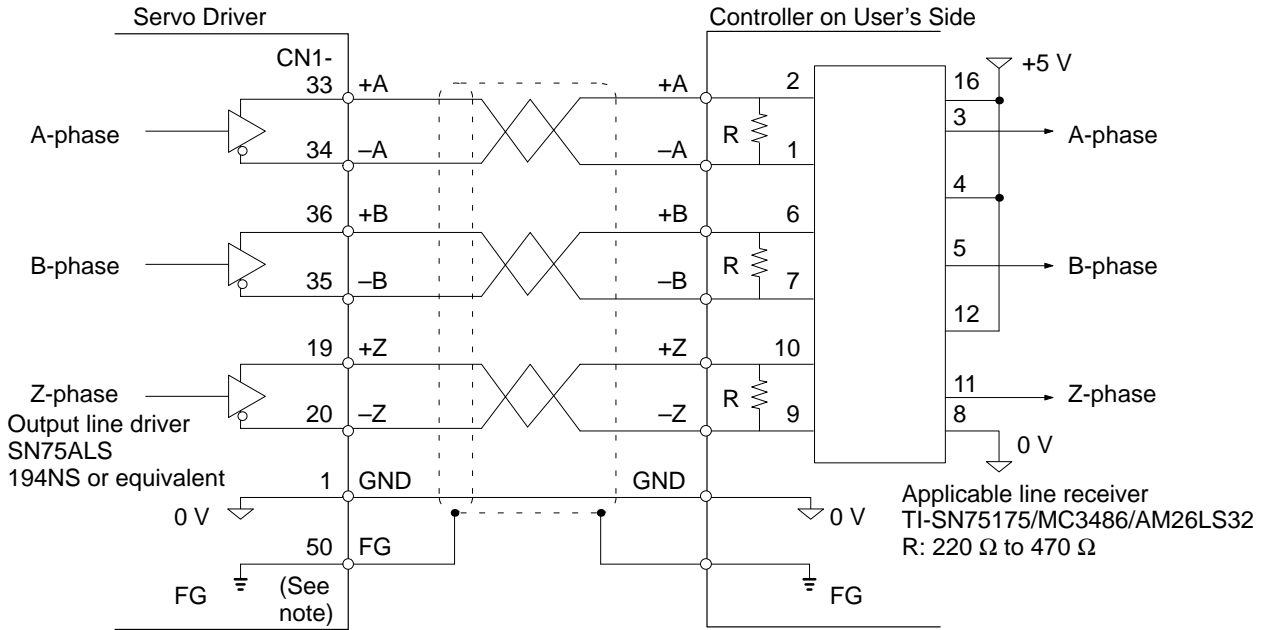 Servo Driver
Controller on User's Side
CN1-
33 +A +A 2 16 +5 V
A-phase R 3 A-phase
34 –A –A 1
4
36 +B +B 6
B-phase R 5 B-phase
35 –B –B 7
12
19 +Z +Z 10
Z-phase R 11 Z-phase
20 –Z –Z 9 8
0 V
Output line driver
SN75ALS
194NS or equivalent
1 GND GND
0 V 0 V
Applicable line receiver
TI-SN75175/MC3486/AM26LS32
R: 220 Ω to 470 Ω
50 FG
FG
(See
note)
FG